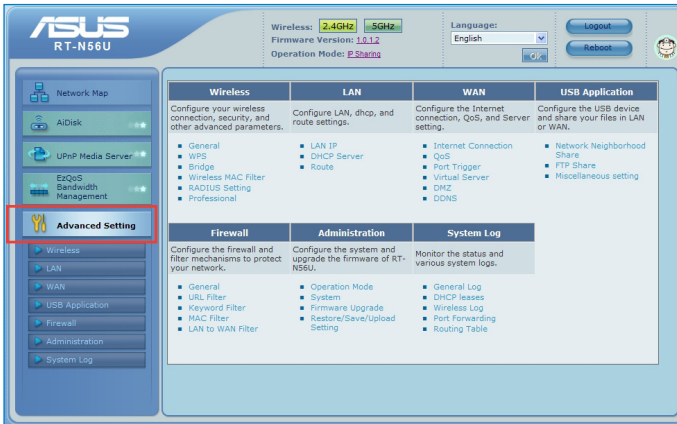 ASUS
RT-N56U
Wireless: 2.4GHz 5GHz
Firmware Version: 1.0.1.2
Operation Mode: IP Sharing
Language:
English
OK
Logout
Reboot
Network Map
AiDisk
UPnP Media Server
EzQoS
Bandwidth
Management
Advanced Setting
Wireless
LAN
WAN
USB Application
Firewall
Administration
System Log
Wireless
Configure your wireless
connection, security, and
other advanced parameters.
General
WPS
Bridge
Wireless MAC Filter
RADIUS Setting
Professional
LAN
Configure LAN, dhcp, and
route settings.
LAN IP
DHCP Server
Route
WAN
Configure the Internet
connection, QoS, and Server
setting.
Internet Connection
QoS
Port Trigger
Virtual Server
DMZ
DDNS
USB Application
Configure the USB device
and share your files in LAN
or WAN.
Network Neighborhood
Share
FTP Share
Miscellaneous setting
Firewall
Configure the firewall and
filter mechanisms to protect
your network.
General
URL Filter
Keyword Filter
MAC Filter
LAN to WAN Filter
Administration
Configure the system and
upgrade the firmware of RT-
N56U.
Operation Mode
System
Firmware Upgrade
Restore/Save/Upload
Setting
System Log
Monitor the status and
various system logs.
General Log
DHCP leases
Wireless Log
Port Forwarding
Routing Table